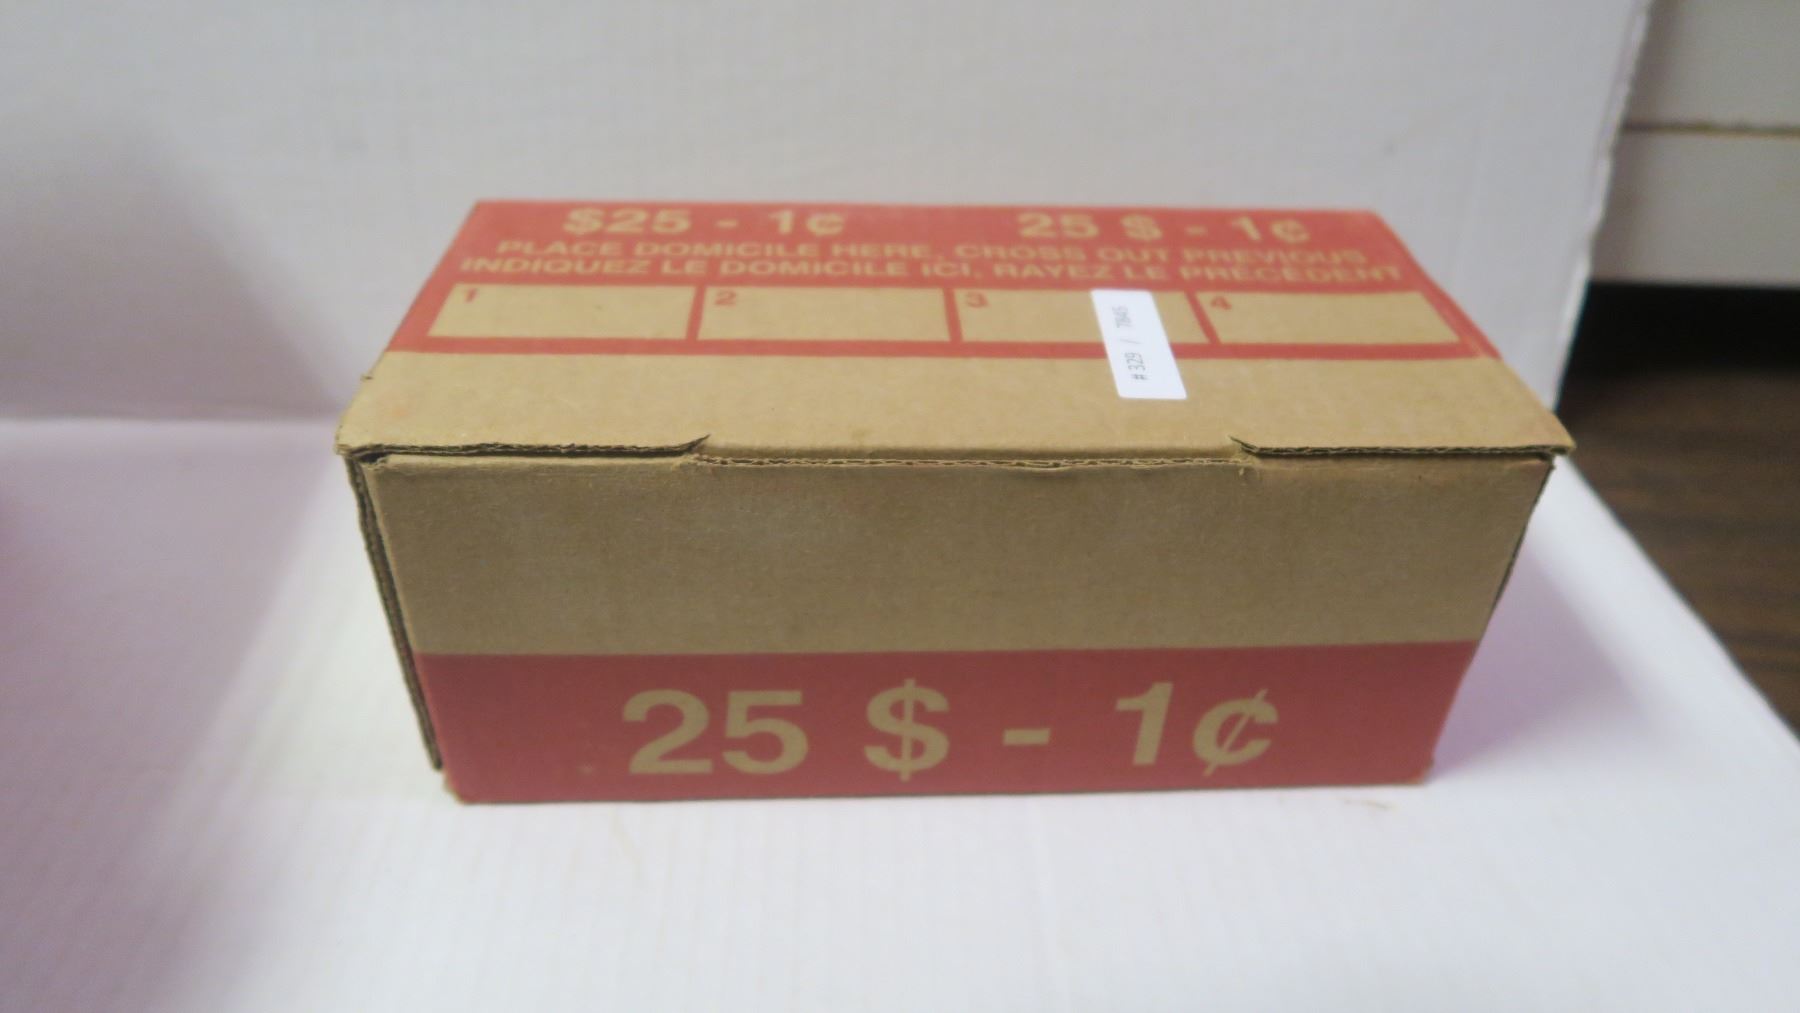 $25 - 1¢ 25 $ - 1¢
PLACE DOMICILE HERE, CROSS OUT PREVIOUS
INDIQUEZ LE DOMICILE ICI, RAYEZ LE PRÉCÉDENT
1 2 3 4
# 329 / 7845
25 $ - 1¢